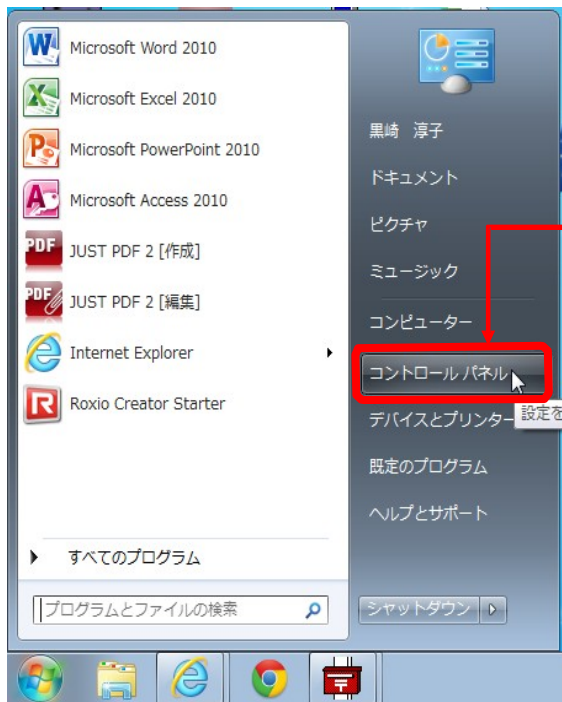 Microsoft Word 2010
Microsoft Excel 2010
Microsoft PowerPoint 2010
Microsoft Access 2010
JUST PDF 2 [作成]
JUST PDF 2 [編集]
Internet Explorer
Roxio Creator Starter
すべてのプログラム
プログラムとファイルの検索
黒崎 淳子
ドキュメント
ピクチャ
ミュージック
コンピューター
コントロール パネル
設定を
デバイスとプリンター
既定のプログラム
ヘルプとサポート
シャットダウン